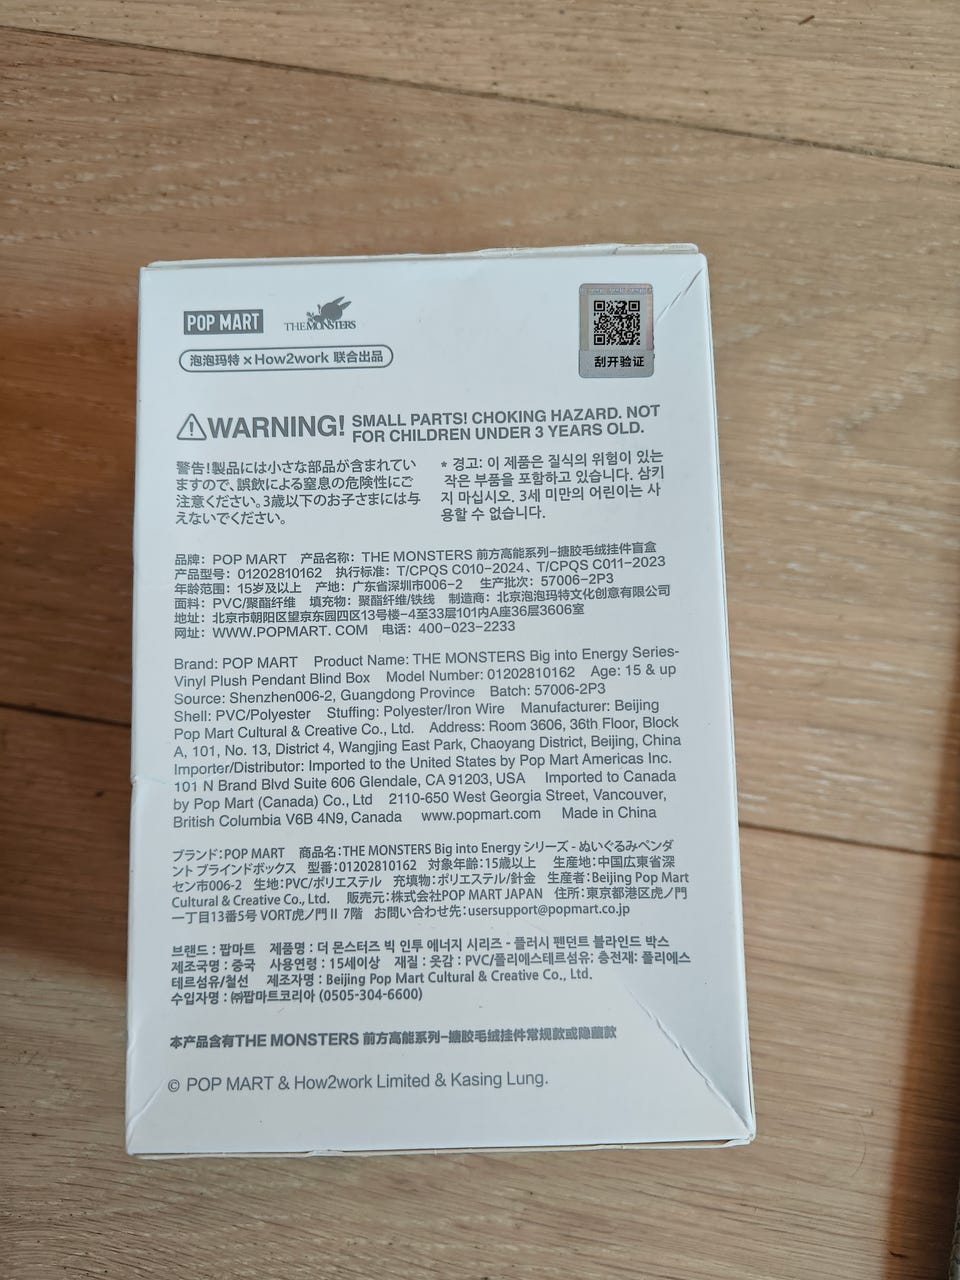 POP MART
THE MONSTERS
泡泡玛特 × How2work 联合出品
刮开验证
WARNING! SMALL PARTS! CHOKING HAZARD. NOT
FOR CHILDREN UNDER 3 YEARS OLD.
警告!製品には小さな部品が含まれてい
ますので、誤飲による窒息の危険性にご
注意ください。3歳以下のお子さまには与
えないでください。
* 경고: 이 제품은 질식의 위험이 있는
작은 부품을 포함하고 있습니다. 삼키
지 마십시오. 3세 미만의 어린이는 사
용할 수 없습니다.
品牌: POP MART 产品名称: THE MONSTERS 前方高能系列-搪胶毛绒挂件盲盒
产品型号: 01202810162 执行标准: T/CPQS C010-2024、T/CPQS C011-2023
年龄范围: 15岁及以上 产地: 广东省深圳市006-2 生产批次: 57006-2P3
面料: PVC/聚酯纤维 填充物: 聚酯纤维/铁线 制造商: 北京泡泡玛特文化创意有限公司
地址: 北京市朝阳区望京东园四区13号楼-4至33层101内A座36层3606室
网址: WWW.POPMART.COM 电话: 400-023-2233
Brand: POP MART Product Name: THE MONSTERS Big into Energy Series-
Vinyl Plush Pendant Blind Box Model Number: 01202810162 Age: 15 & up
Source: Shenzhen006-2, Guangdong Province Batch: 57006-2P3
Shell: PVC/Polyester Stuffing: Polyester/Iron Wire Manufacturer: Beijing
Pop Mart Cultural & Creative Co., Ltd. Address: Room 3606, 36th Floor, Block
A, 101, No. 13, District 4, Wangjing East Park, Chaoyang District, Beijing, China
Importer/Distributor: Imported to the United States by Pop Mart Americas Inc.
101 N Brand Blvd Suite 606 Glendale, CA 91203, USA Imported to Canada
by Pop Mart (Canada) Co., Ltd 2110-650 West Georgia Street, Vancouver,
British Columbia V6B 4N9, Canada www.popmart.com Made in China
ブランド:POP MART 商品名:THE MONSTERS Big into Energy シリーズ - ぬいぐるみペンダ
ント ブラインドボックス 型番:01202810162 対象年齢:15歳以上 生産地:中国広東省深
セン市006-2 生地:PVC/ポリエステル 充填物:ポリエステル/針金 生産者:Beijing Pop Mart
Cultural & Creative Co., Ltd. 販売元:株式会社POP MART JAPAN 住所:東京都港区虎ノ門
一丁目13番5号 VORT虎ノ門Ⅱ 7階 お問い合わせ先:usersupport@popmart.co.jp
브랜드 : 팝마트 제품명 : 더 몬스터즈 빅 인투 에너지 시리즈 - 플러시 펜던트 블라인드 박스
제조국명 : 중국 사용연령 : 15세이상 재질 : 옷감 : PVC/폴리에스테르섬유: 충전재: 폴리에스
테르섬유/철선 제조자명 : Beijing Pop Mart Cultural & Creative Co., Ltd.
수입자명 : ㈜팝마트코리아 (0505-304-6600)
本产品含有THE MONSTERS 前方高能系列-搪胶毛绒挂件常规款或隐藏款
© POP MART & How2work Limited & Kasing Lung.